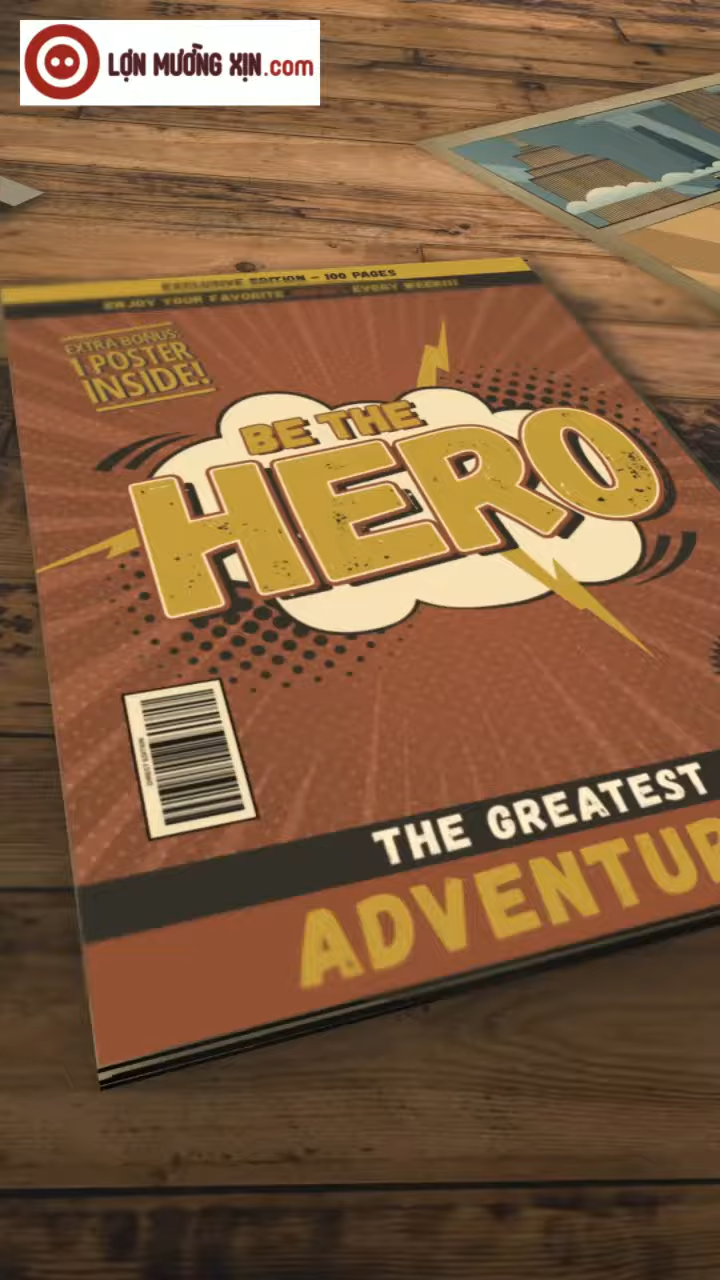 LỢN MƯỜNG XỊN.com
EXCLUSIVE EDITION – 100 PAGES
ENJOY YOUR FAVORITE EVERY WEEK!!!
EXTRA BONUS:
1 POSTER
INSIDE!
BE THE
HERO
THE GREATEST
ADVENTUR